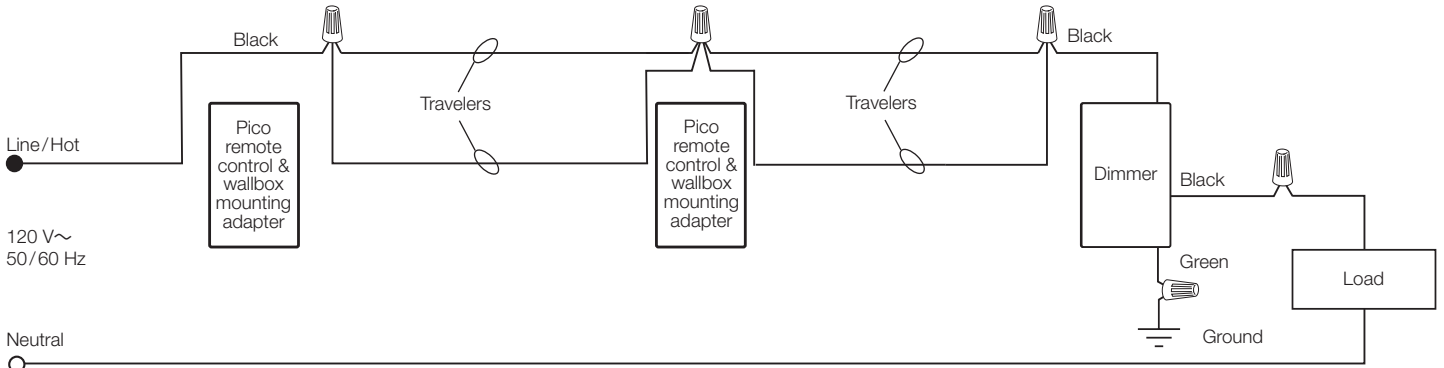 Black
Black
Travelers
Travelers
Line/Hot
Pico
remote
control &
wallbox
mounting
adapter
Pico
remote
control &
wallbox
mounting
adapter
Dimmer
Black
120 V~
50/60 Hz
Green
Load
Ground
Neutral